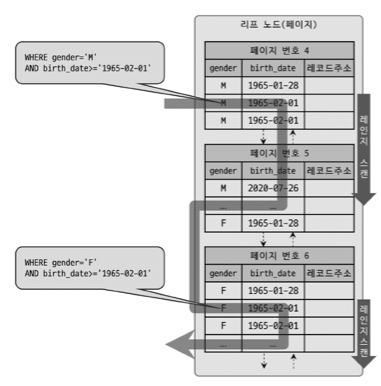 리프 노드(페이지)
WHERE gender='M'
AND birth_date>='1965-02-01'
페이지 번호 4
gender birth_date 레코드주소
M 1965-01-28
M 1965-02-01
M 1965-02-01
레인지 스캔
페이지 번호 5
gender birth_date 레코드주소
M 2020-07-26
... ...
F 1965-01-28
WHERE gender='F'
AND birth_date>='1965-02-01'
페이지 번호 6
gender birth_date 레코드주소
F 1965-01-28
F 1965-02-01
F 1965-02-01
... ...
레인지 스캔